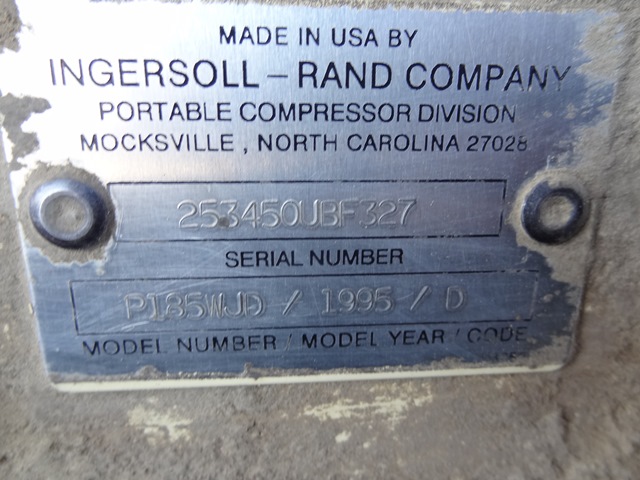 MADE IN USA BY
INGERSOLL-RAND COMPANY
PORTABLE COMPRESSOR DIVISION
MOCKSVILLE, NORTH CAROLINA 27028
253450UBF327
SERIAL NUMBER
P185WJD / 1995 / D
MODEL NUMBER / MODEL YEAR / CODE